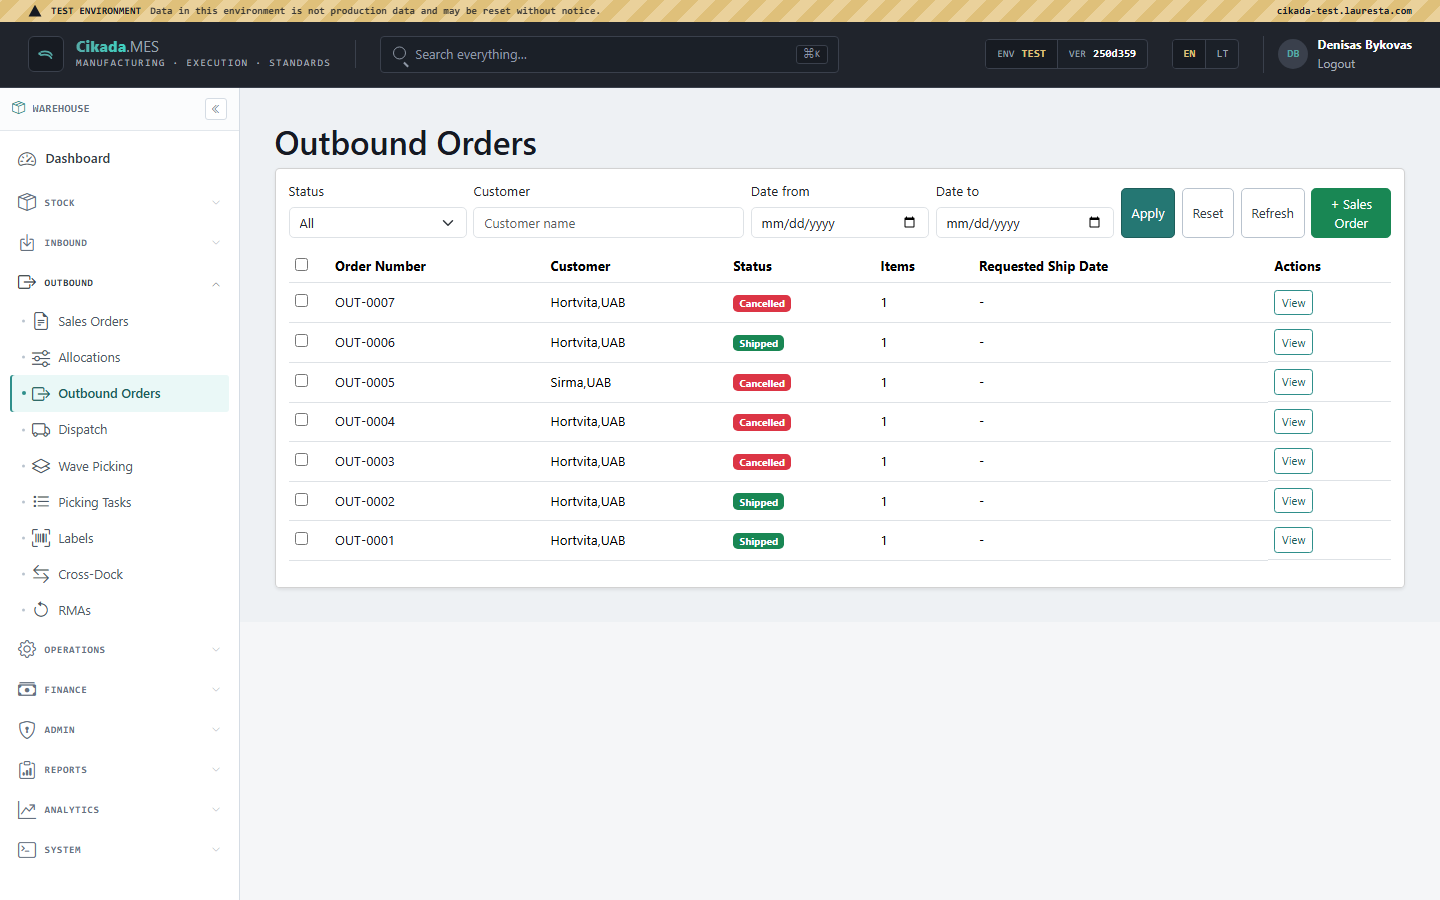 TEST ENVIRONMENT Data in this environment is not production data and may be reset without notice.
cikada-test.lauresta.com
Cikada.MES
MANUFACTURING · EXECUTION · STANDARDS
Search everything...
⌘K
ENV TEST
VER 250d359
EN
LT
DB
Denisas Bykovas
Logout
WAREHOUSE
Dashboard
STOCK
INBOUND
OUTBOUND
Sales Orders
Allocations
Outbound Orders
Dispatch
Wave Picking
Picking Tasks
Labels
Cross-Dock
RMAs
OPERATIONS
FINANCE
ADMIN
REPORTS
ANALYTICS
SYSTEM
Outbound Orders
Status
Customer
Date from
Date to
All
Customer name
mm/dd/yyyy
mm/dd/yyyy
Apply
Reset
Refresh
+ Sales
Order
Order Number Customer Status Items Requested Ship Date Actions
OUT-0007 Hortvita,UAB Cancelled 1 - View
OUT-0006 Hortvita,UAB Shipped 1 - View
OUT-0005 Sirma,UAB Cancelled 1 - View
OUT-0004 Hortvita,UAB Cancelled 1 - View
OUT-0003 Hortvita,UAB Cancelled 1 - View
OUT-0002 Hortvita,UAB Shipped 1 - View
OUT-0001 Hortvita,UAB Shipped 1 - View